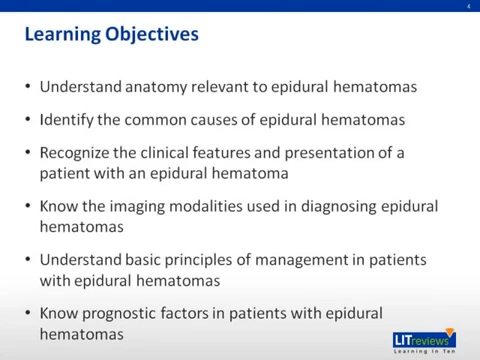 4
Learning Objectives
• Understand anatomy relevant to epidural hematomas
• Identify the common causes of epidural hematomas
• Recognize the clinical features and presentation of a
patient with an epidural hematoma
• Know the imaging modalities used in diagnosing epidural
hematomas
• Understand basic principles of management in patients
with epidural hematomas
• Know prognostic factors in patients with epidural
hematomas
LITreviews
Learning in Ten